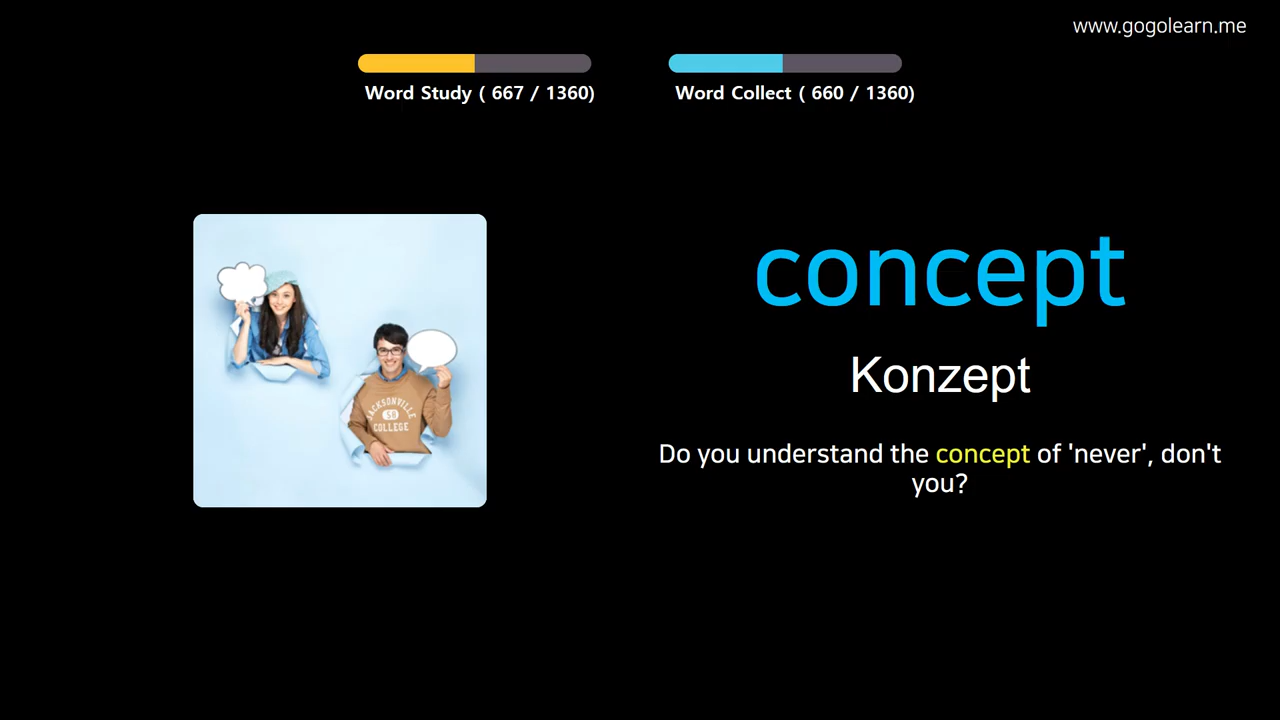 www.gogolearn.me
Word Study ( 667 / 1360)
Word Collect ( 660 / 1360)
JACKSONVILLE
SB
COLLEGE
concept
Konzept
Do you understand the concept of 'never', don't
you?